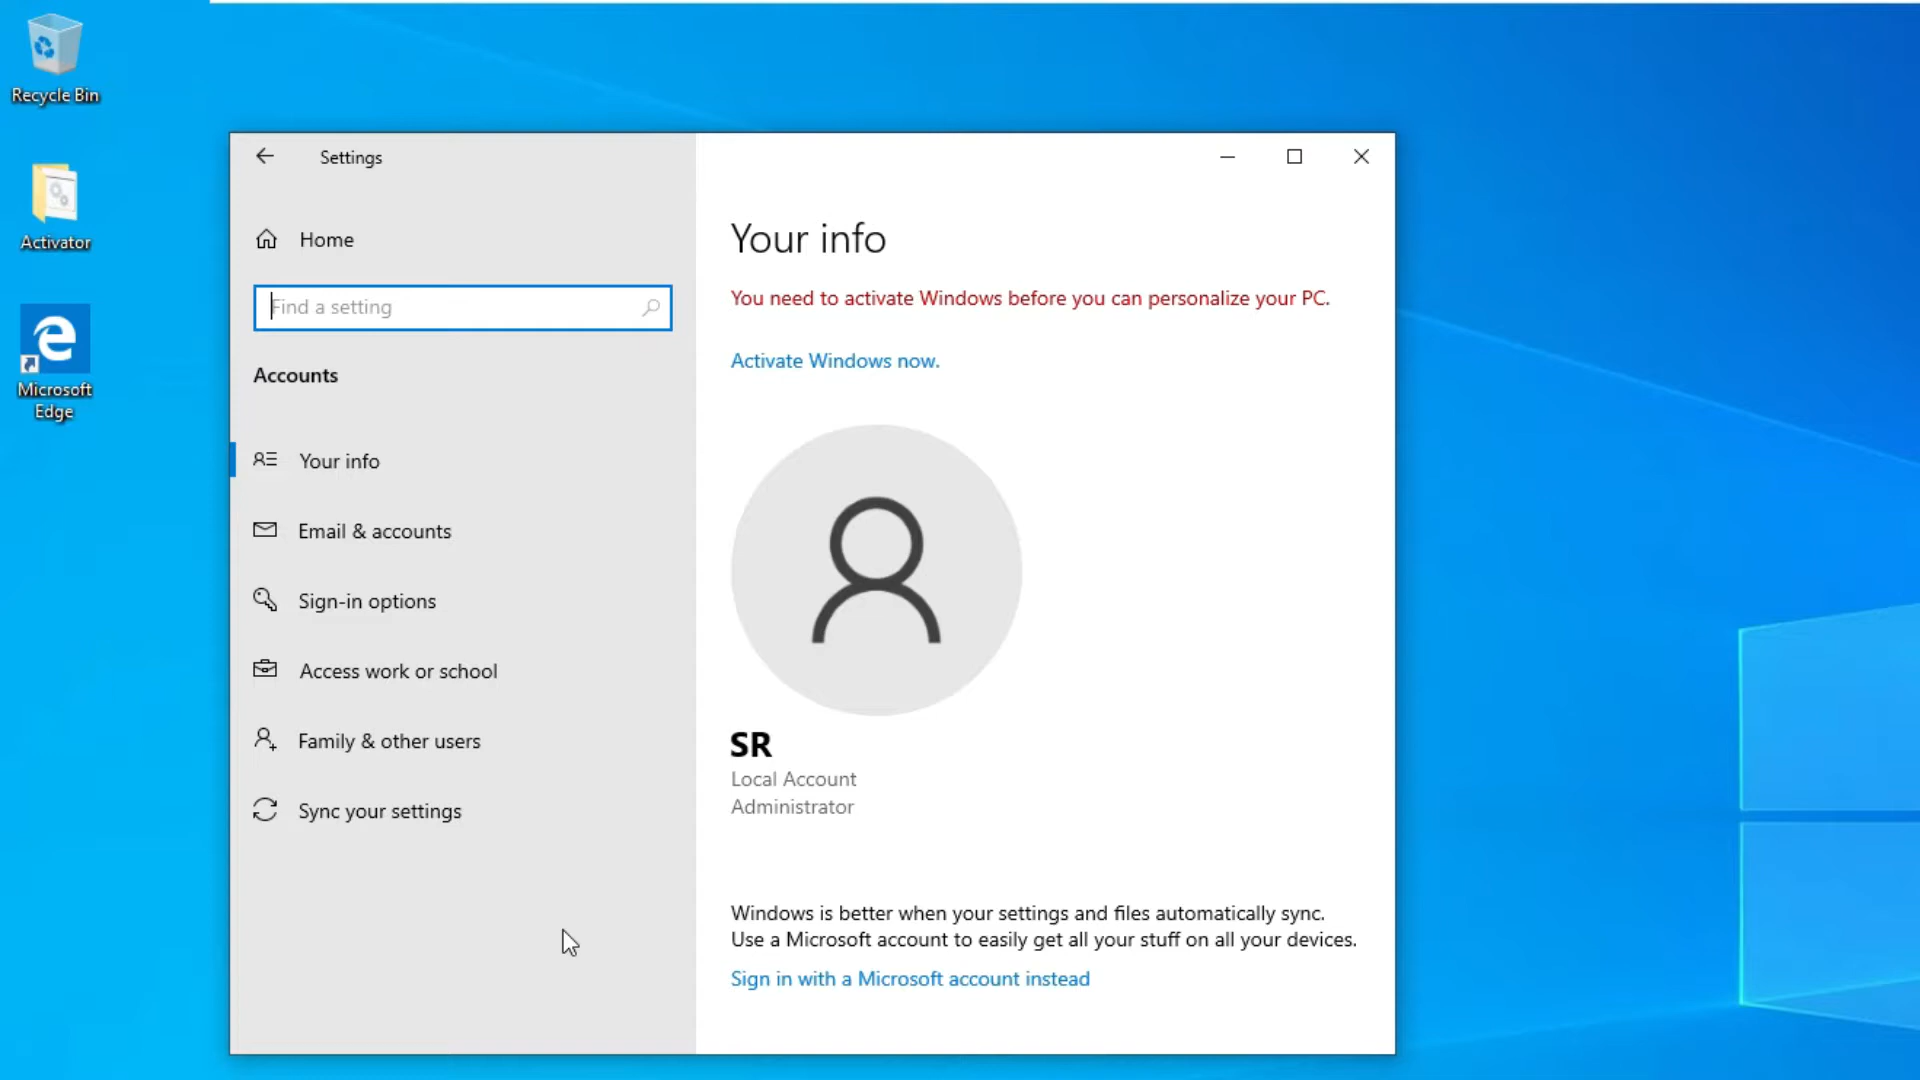 Recycle Bin
Activator
Microsoft
Edge
Settings
Home
Find a setting
Accounts
Your info
Email & accounts
Sign-in options
Access work or school
Family & other users
Sync your settings
Your info
You need to activate Windows before you can personalize your PC.
Activate Windows now.
SR
Local Account
Administrator
Windows is better when your settings and files automatically sync.
Use a Microsoft account to easily get all your stuff on all your devices.
Sign in with a Microsoft account instead